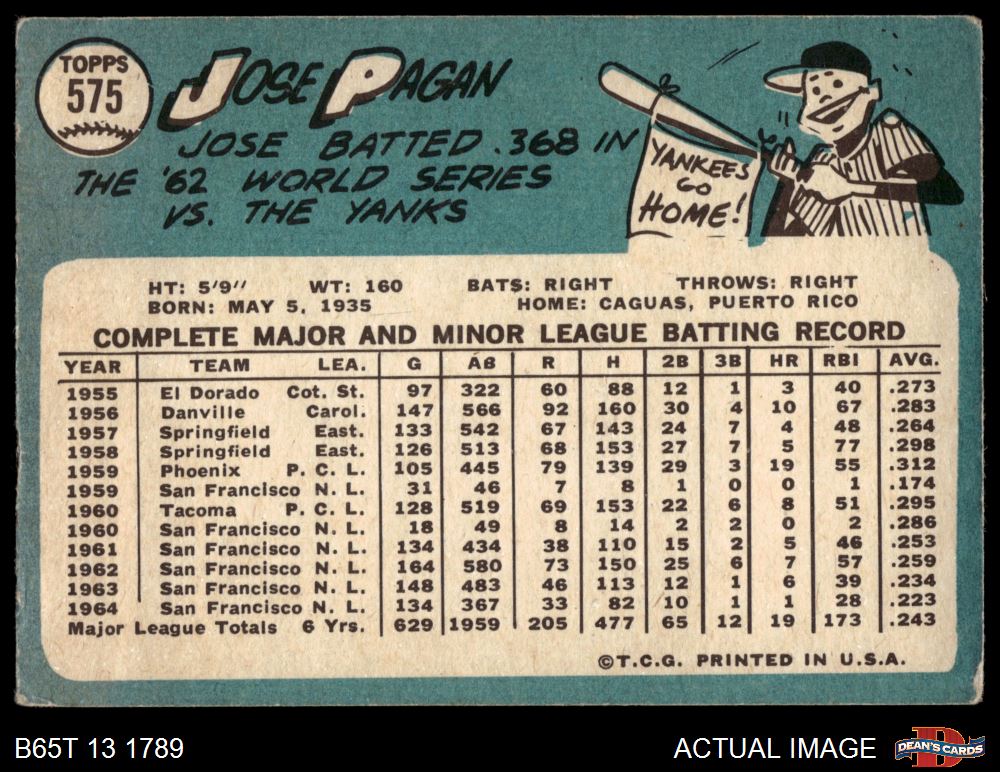 TOPPS
575
JOSE PAGAN
JOSE BATTED .368 IN
THE '62 WORLD SERIES
VS. THE YANKS
YANKEES
GO
HOME!
HT: 5'9" WT: 160 BATS: RIGHT THROWS: RIGHT
BORN: MAY 5, 1935 HOME: CAGUAS, PUERTO RICO
COMPLETE MAJOR AND MINOR LEAGUE BATTING RECORD
YEAR TEAM LEA. G AB R H 2B 3B HR RBI AVG.
1955 El Dorado Cot. St. 97 322 60 88 12 1 3 40 .273
1956 Danville Carol. 147 566 92 160 30 4 10 67 .283
1957 Springfield East. 133 542 67 143 24 7 4 48 .264
1958 Springfield East. 126 513 68 153 27 7 5 77 .298
1959 Phoenix P. C. L. 105 445 79 139 29 3 19 55 .312
1959 San Francisco N. L. 31 46 7 8 1 0 0 1 .174
1960 Tacoma P. C. L. 128 519 69 153 22 6 8 51 .295
1960 San Francisco N. L. 18 49 8 14 2 2 0 2 .286
1961 San Francisco N. L. 134 434 38 110 15 2 5 46 .253
1962 San Francisco N. L. 164 580 73 150 25 6 7 57 .259
1963 San Francisco N. L. 148 483 46 113 12 1 6 39 .234
1964 San Francisco N. L. 134 367 33 82 10 1 1 28 .223
Major League Totals 6 Yrs. 629 1959 205 477 65 12 19 173 .243
©T.C.G. PRINTED IN U.S.A.
B65T 13 1789 ACTUAL IMAGE D DEAN'S CARDS